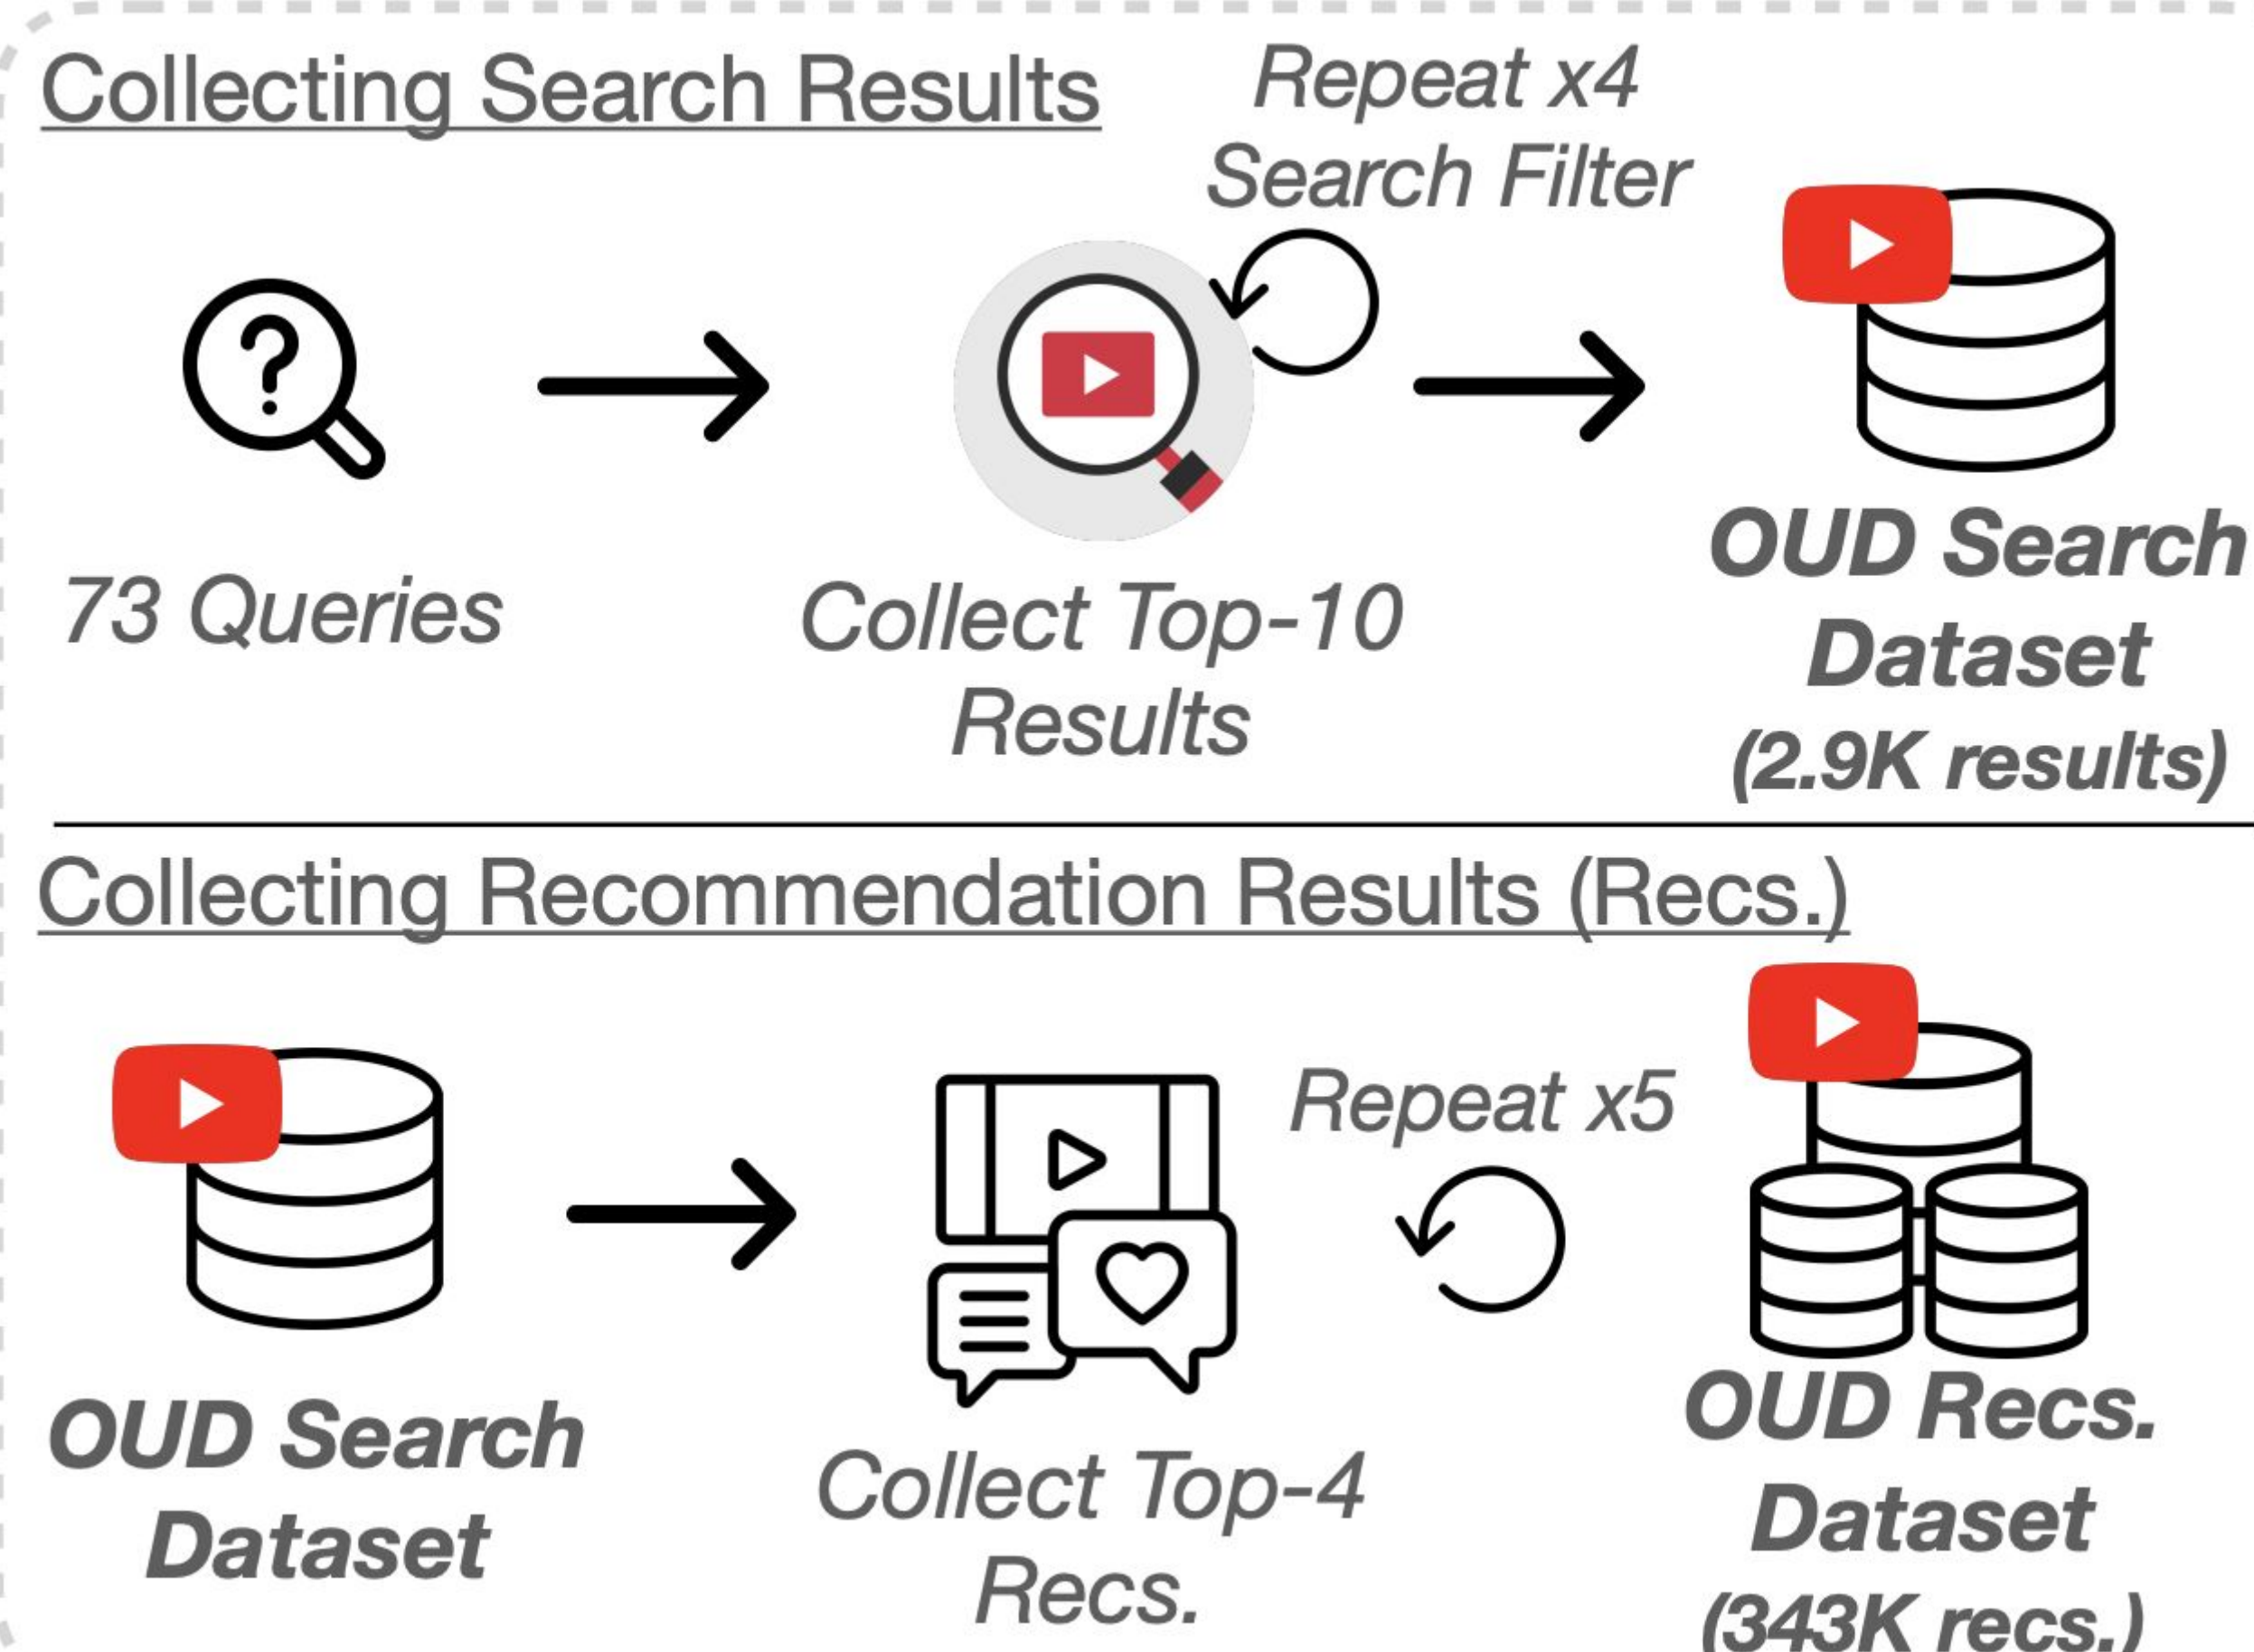 Collecting Search Results
Repeat x4
Search Filter
73 Queries
Collect Top-10
Results
OUD Search
Dataset
(2.9K results)
Collecting Recommendation Results (Recs.)
Repeat x5
OUD Search
Dataset
Collect Top-4
Recs.
OUD Recs.
Dataset
(343K recs.)